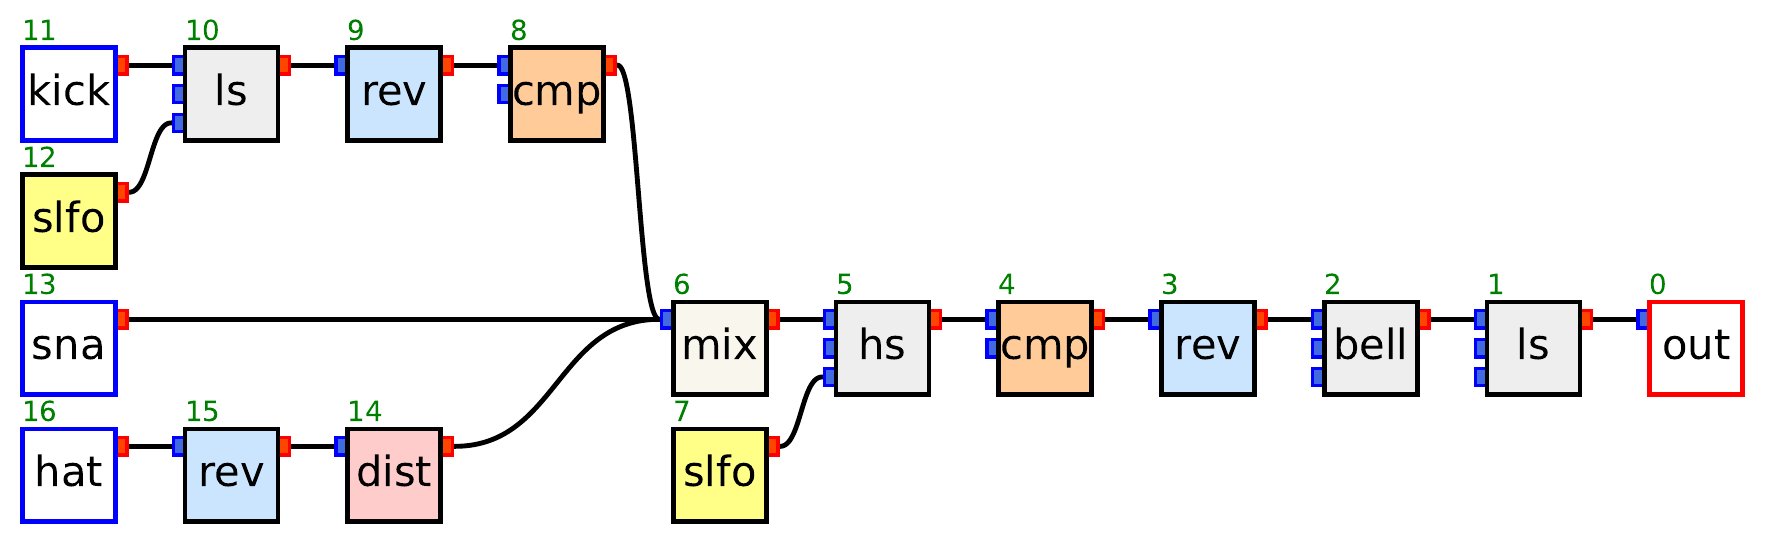 11 10 9 8
kick ls rev cmp
12
slfo
13 6 5 4 3 2 1 0
sna mix hs cmp rev bell ls out
16 15 14 7
hat rev dist slfo